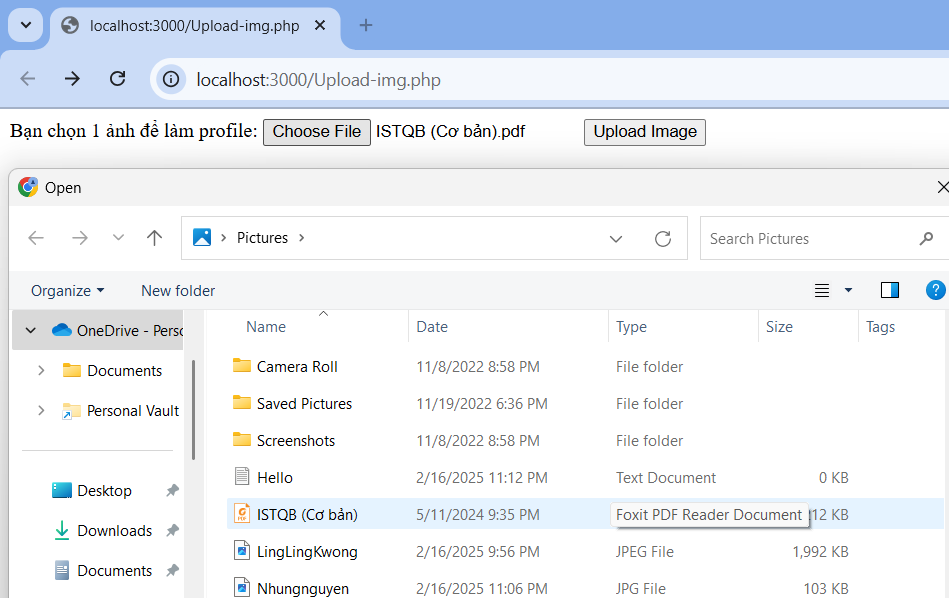 localhost:3000/Upload-img.php
localhost:3000/Upload-img.php
Bạn chọn 1 ảnh để làm profile: Choose File ISTQB (Cơ bản).pdf Upload Image
Open
Pictures
Search Pictures
Organize New folder
Name Date Type Size Tags
OneDrive - Perso
Documents
Personal Vault
Desktop
Downloads
Documents
Camera Roll 11/8/2022 8:58 PM File folder
Saved Pictures 11/19/2022 6:36 PM File folder
Screenshots 11/8/2022 8:58 PM File folder
Hello 2/16/2025 11:12 PM Text Document 0 KB
ISTQB (Cơ bản) 5/11/2024 9:35 PM Foxit PDF Reader Document 12 KB
LingLingKwong 2/16/2025 9:56 PM JPEG File 1,992 KB
Nhungnguyen 2/16/2025 11:06 PM JPG File 103 KB